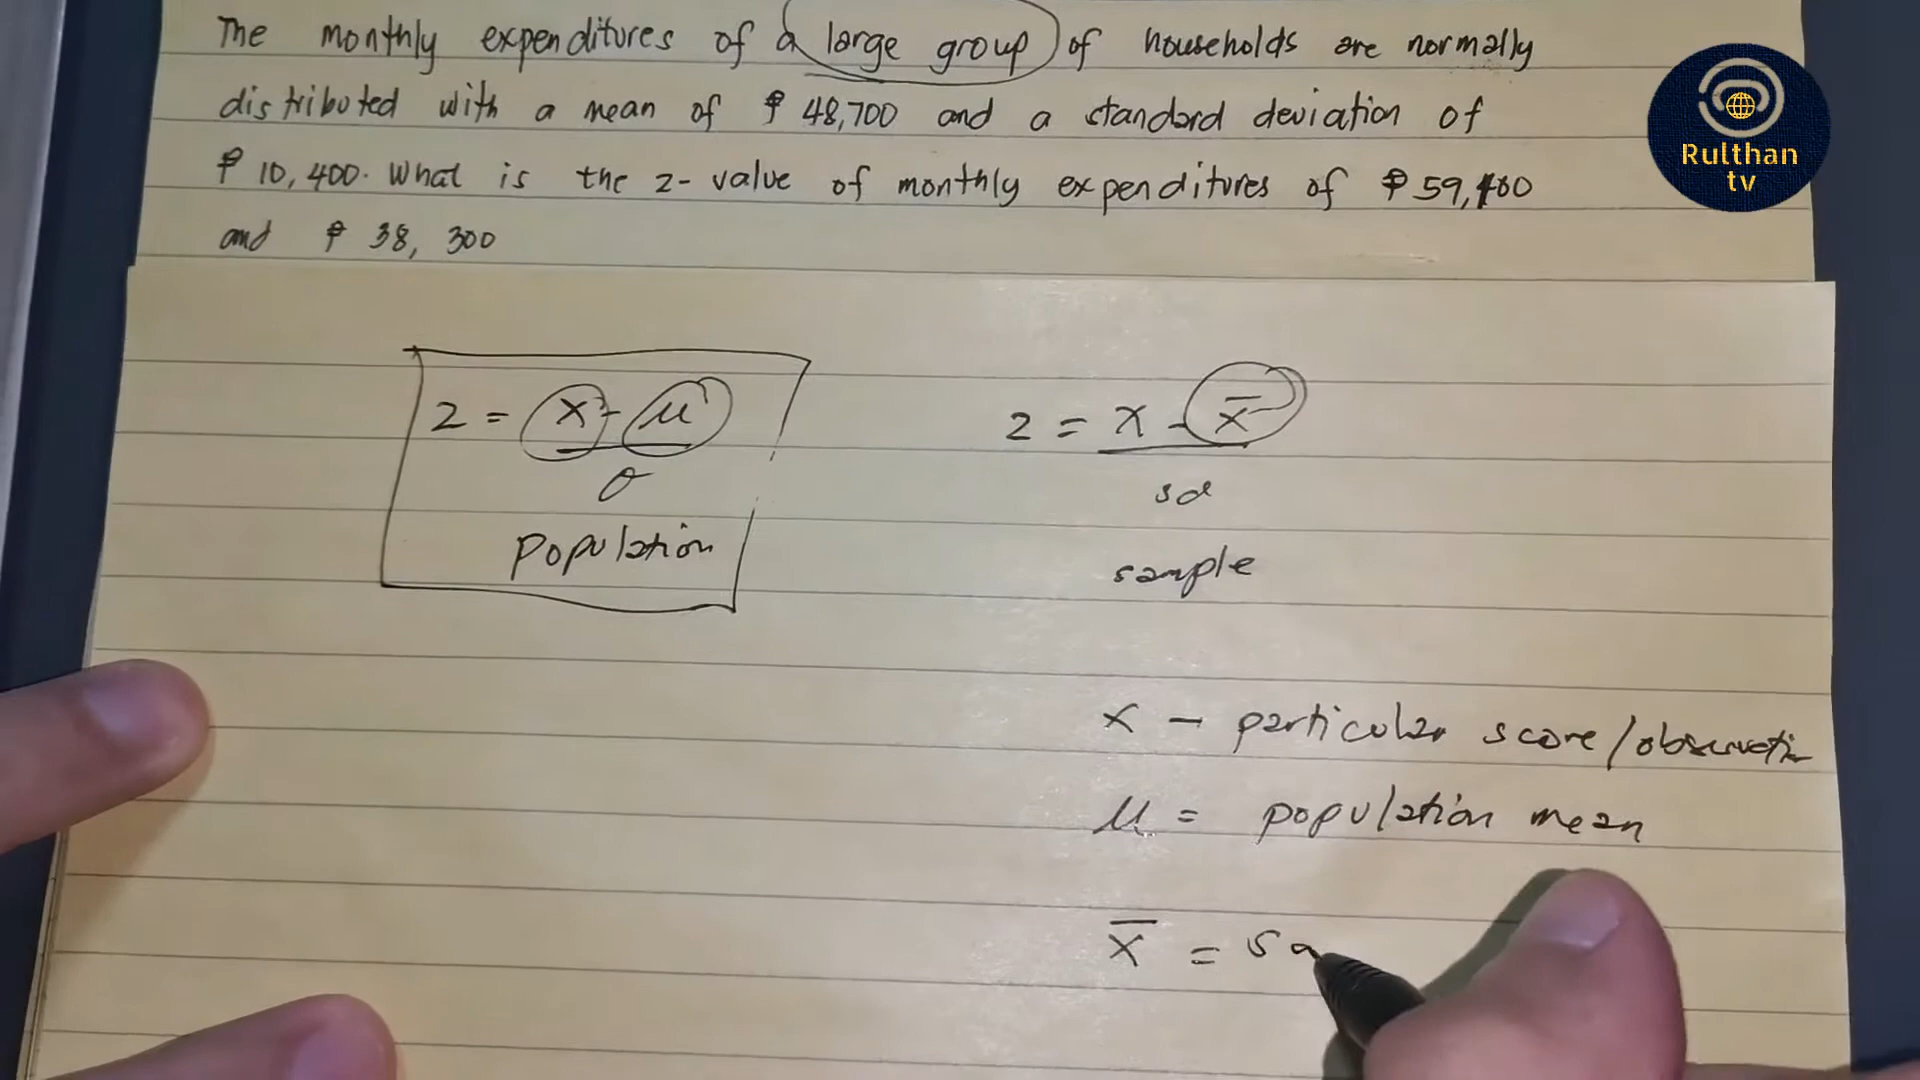 The monthly expenditures of a large group of households are normally
distributed with a mean of ₱ 48,700 and a standard deviation of
₱ 10,400. What is the z-value of monthly expenditures of ₱ 59,100
and ₱ 38, 300
Rulthan
tv
z = x - μ
σ
population
z = x - x̄
sd
sample
x - particular score/observation
μ = population mean
x̄ = sa